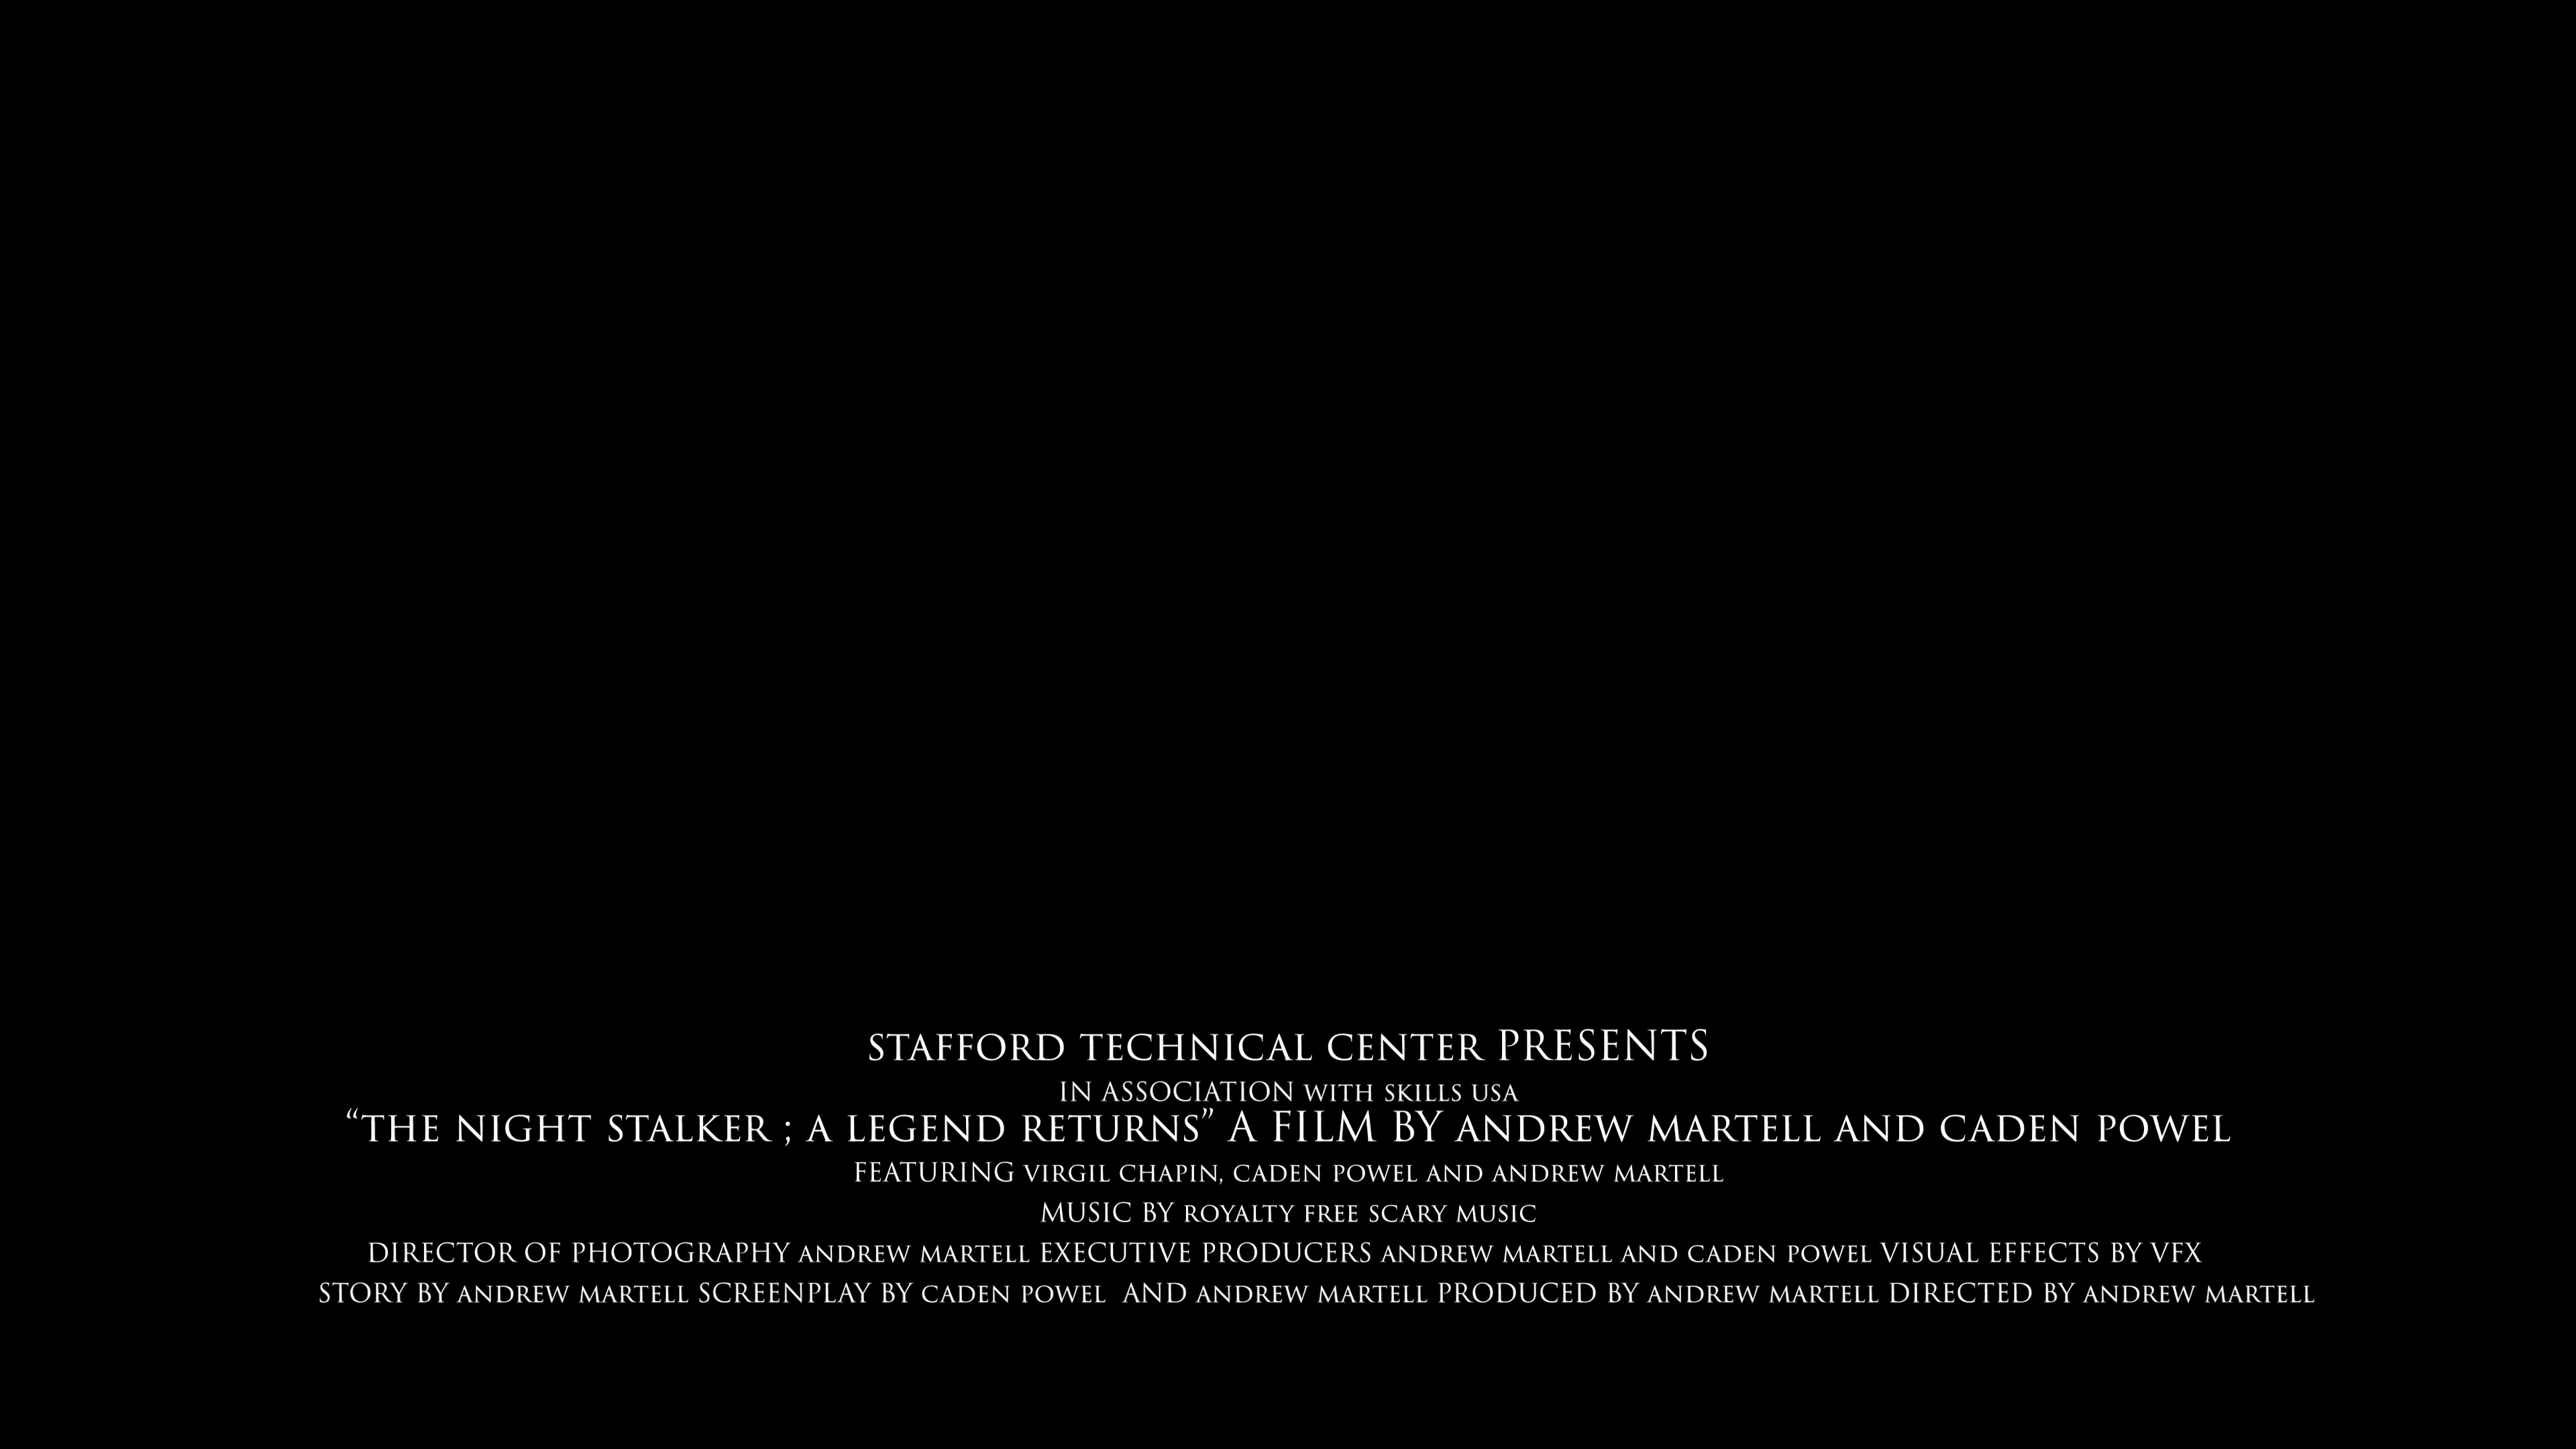 STAFFORD TECHNICAL CENTER PRESENTS
IN ASSOCIATION WITH SKILLS USA
“THE NIGHT STALKER ; A LEGEND RETURNS” A FILM BY ANDREW MARTELL AND CADEN POWEL
FEATURING VIRGIL CHAPIN, CADEN POWEL AND ANDREW MARTELL
MUSIC BY ROYALTY FREE SCARY MUSIC
DIRECTOR OF PHOTOGRAPHY ANDREW MARTELL EXECUTIVE PRODUCERS ANDREW MARTELL AND CADEN POWEL VISUAL EFFECTS BY VFX
STORY BY ANDREW MARTELL SCREENPLAY BY CADEN POWEL  AND ANDREW MARTELL PRODUCED BY ANDREW MARTELL DIRECTED BY ANDREW MARTELL